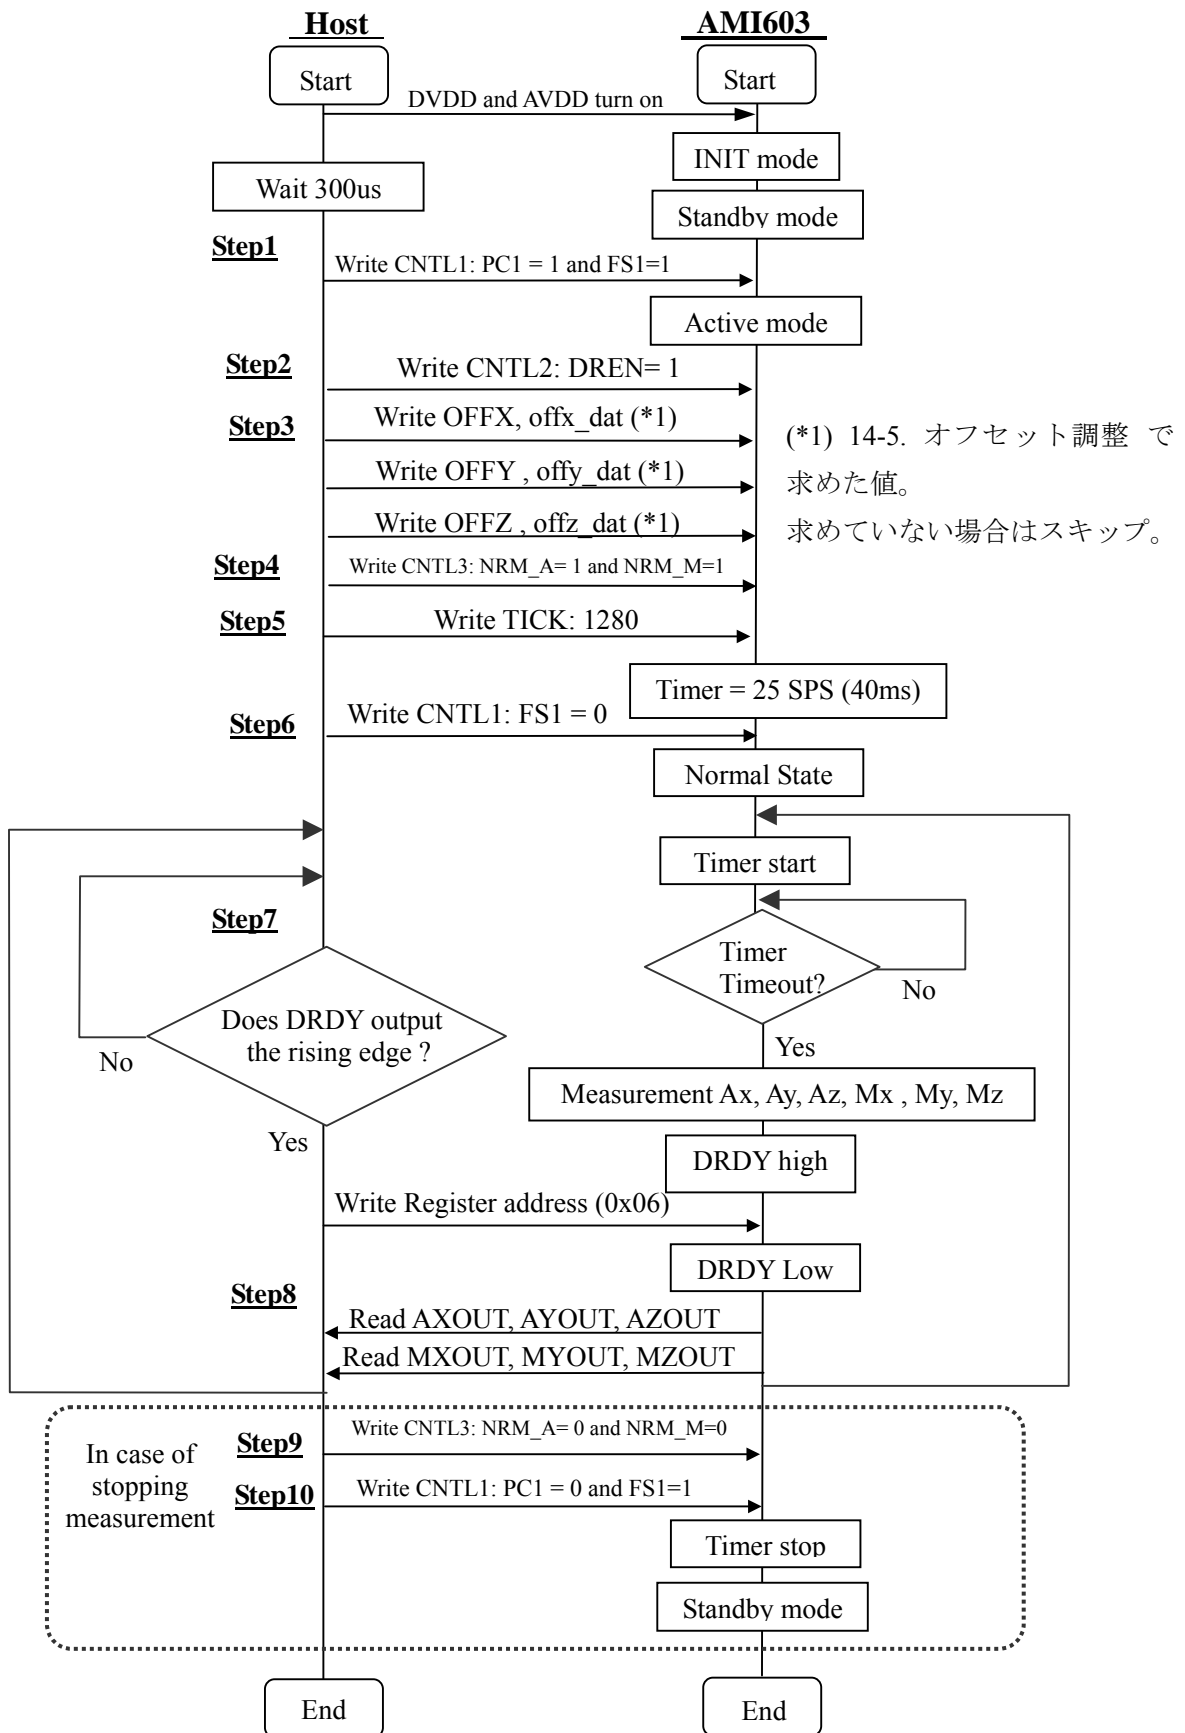 Host
AMI603
Start
Start
DVDD and AVDD turn on
INIT mode
Wait 300us
Standby mode
Step1
Write CNTL1: PC1 = 1 and FS1=1
Active mode
Step2
Write CNTL2: DREN= 1
Step3
Write OFFX, offx_dat (*1)
(*1) 14-5. オフセット調整 で
求めた値。
求めていない場合はスキップ。
Write OFFY , offy_dat (*1)
Write OFFZ , offz_dat (*1)
Step4
Write CNTL3: NRM_A= 1 and NRM_M=1
Step5
Write TICK: 1280
Timer = 25 SPS (40ms)
Step6
Write CNTL1: FS1 = 0
Normal State
Timer start
Step7
Timer
Timeout?
No
Does DRDY output
the rising edge ?
No
Yes
Yes
Measurement Ax, Ay, Az, Mx , My, Mz
DRDY high
Write Register address (0x06)
DRDY Low
Step8
Read AXOUT, AYOUT, AZOUT
Read MXOUT, MYOUT, MZOUT
In case of
stopping
measurement
Step9
Write CNTL3: NRM_A= 0 and NRM_M=0
Step10
Write CNTL1: PC1 = 0 and FS1=1
Timer stop
Standby mode
End
End